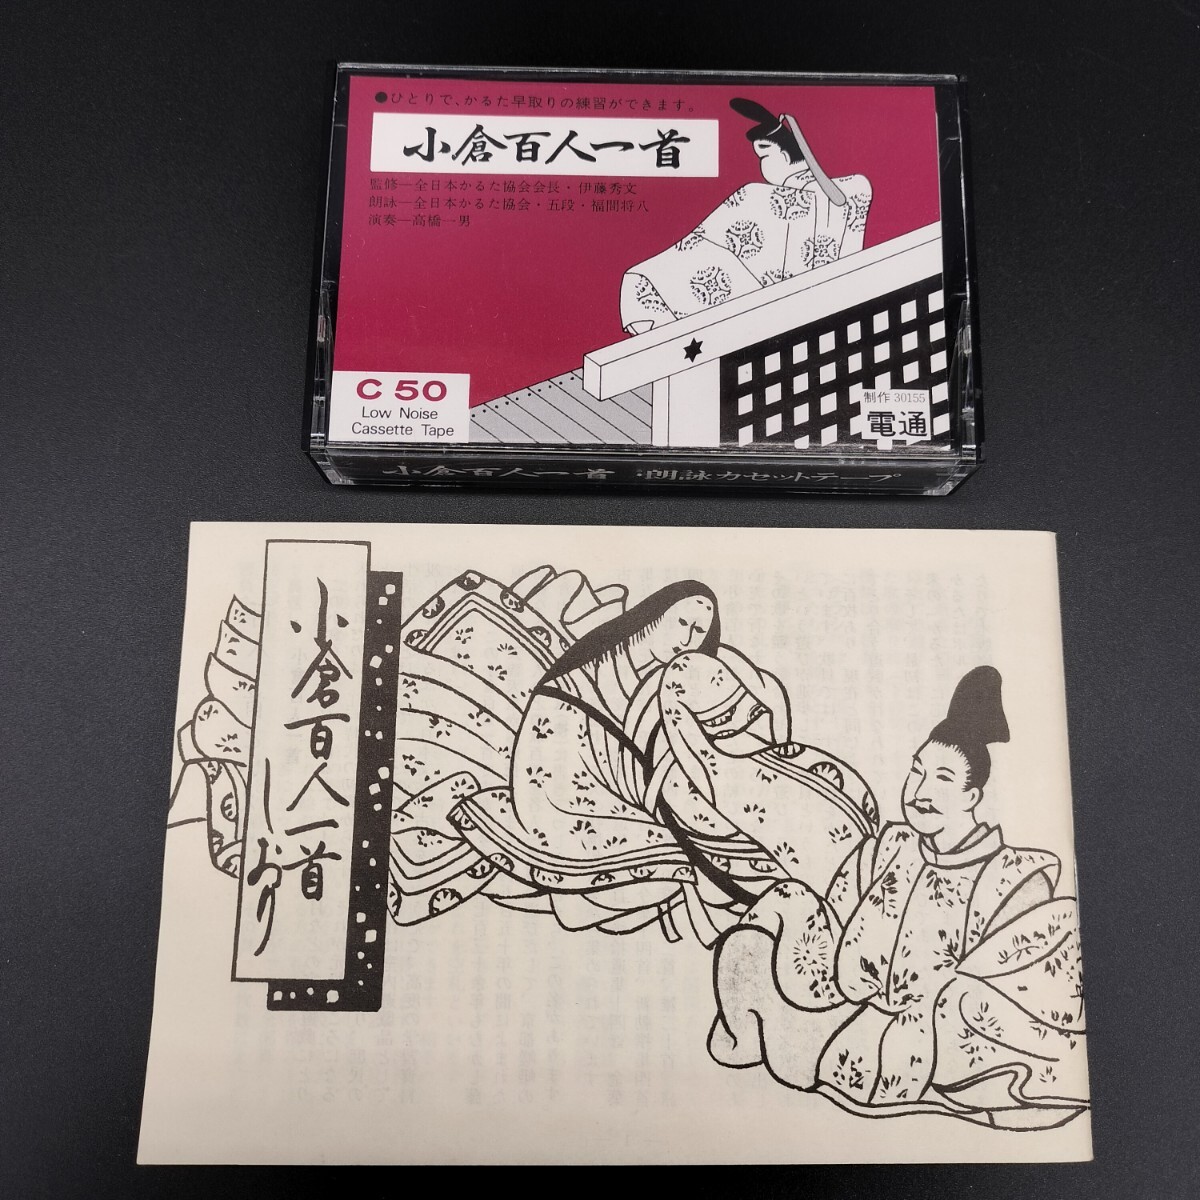 ●ひとりで、かるた早取りの練習ができます。
小倉百人一首
監修―全日本かるた協会会長・伊藤秀文
朗詠―全日本かるた協会・五段・福間将八
演奏―高橋一男
C 50
Low Noise
Cassette Tape
制作 30155
電通
小倉百人一首 朗詠カセットテープ
小倉百人一首
しおり